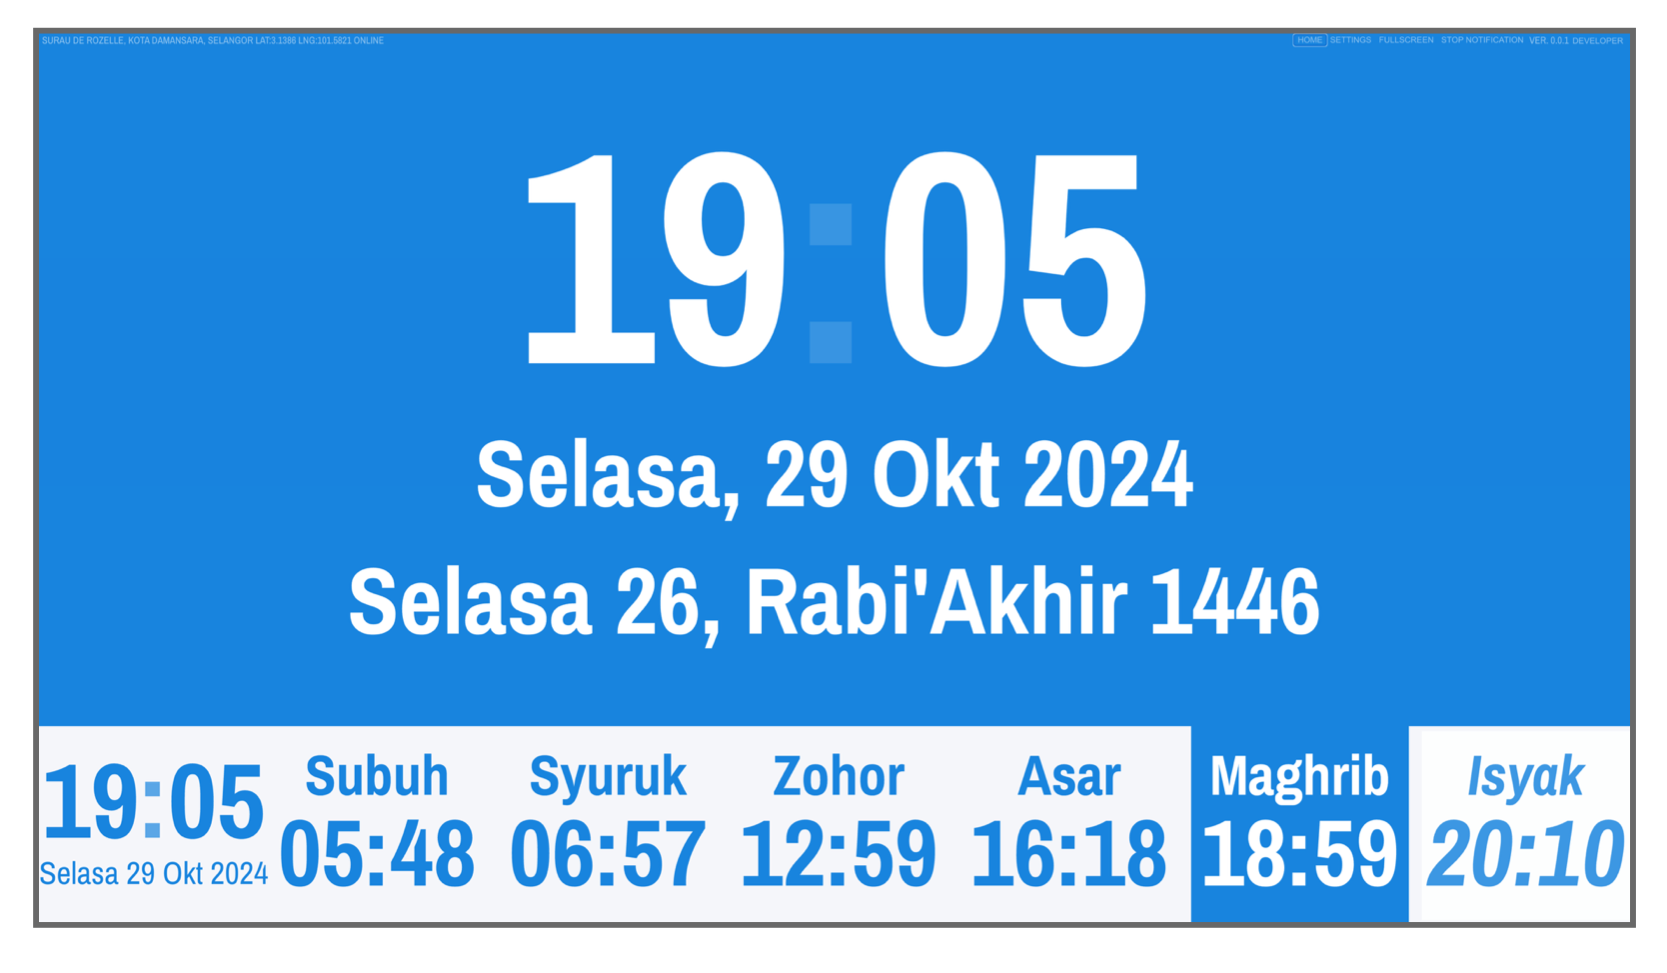 SURAU DE ROZELLE, KOTA DAMANSARA, SELANGOR LAT:3.1386 LNG:101.5821 ONLINE
HOME SETTINGS FULLSCREEN STOP NOTIFICATION VER. 0.0.1 DEVELOPER
19:05
Selasa, 29 Okt 2024
Selasa 26, Rabi'Akhir 1446
19:05
Selasa 29 Okt 2024
Subuh
05:48
Syuruk
06:57
Zohor
12:59
Asar
16:18
Maghrib
18:59
Isyak
20:10